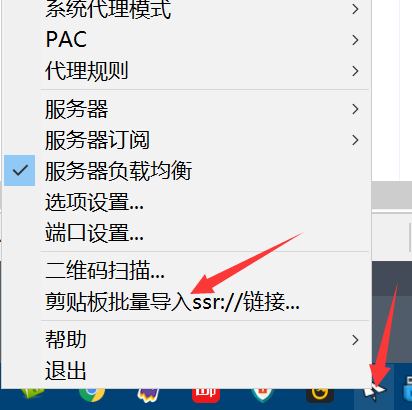 系统代理模式
PAC
代理规则
服务器
服务器订阅
服务器负载均衡
选项设置...
端口设置...
二维码扫描...
剪贴板批量导入ssr://链接...
帮助
退出